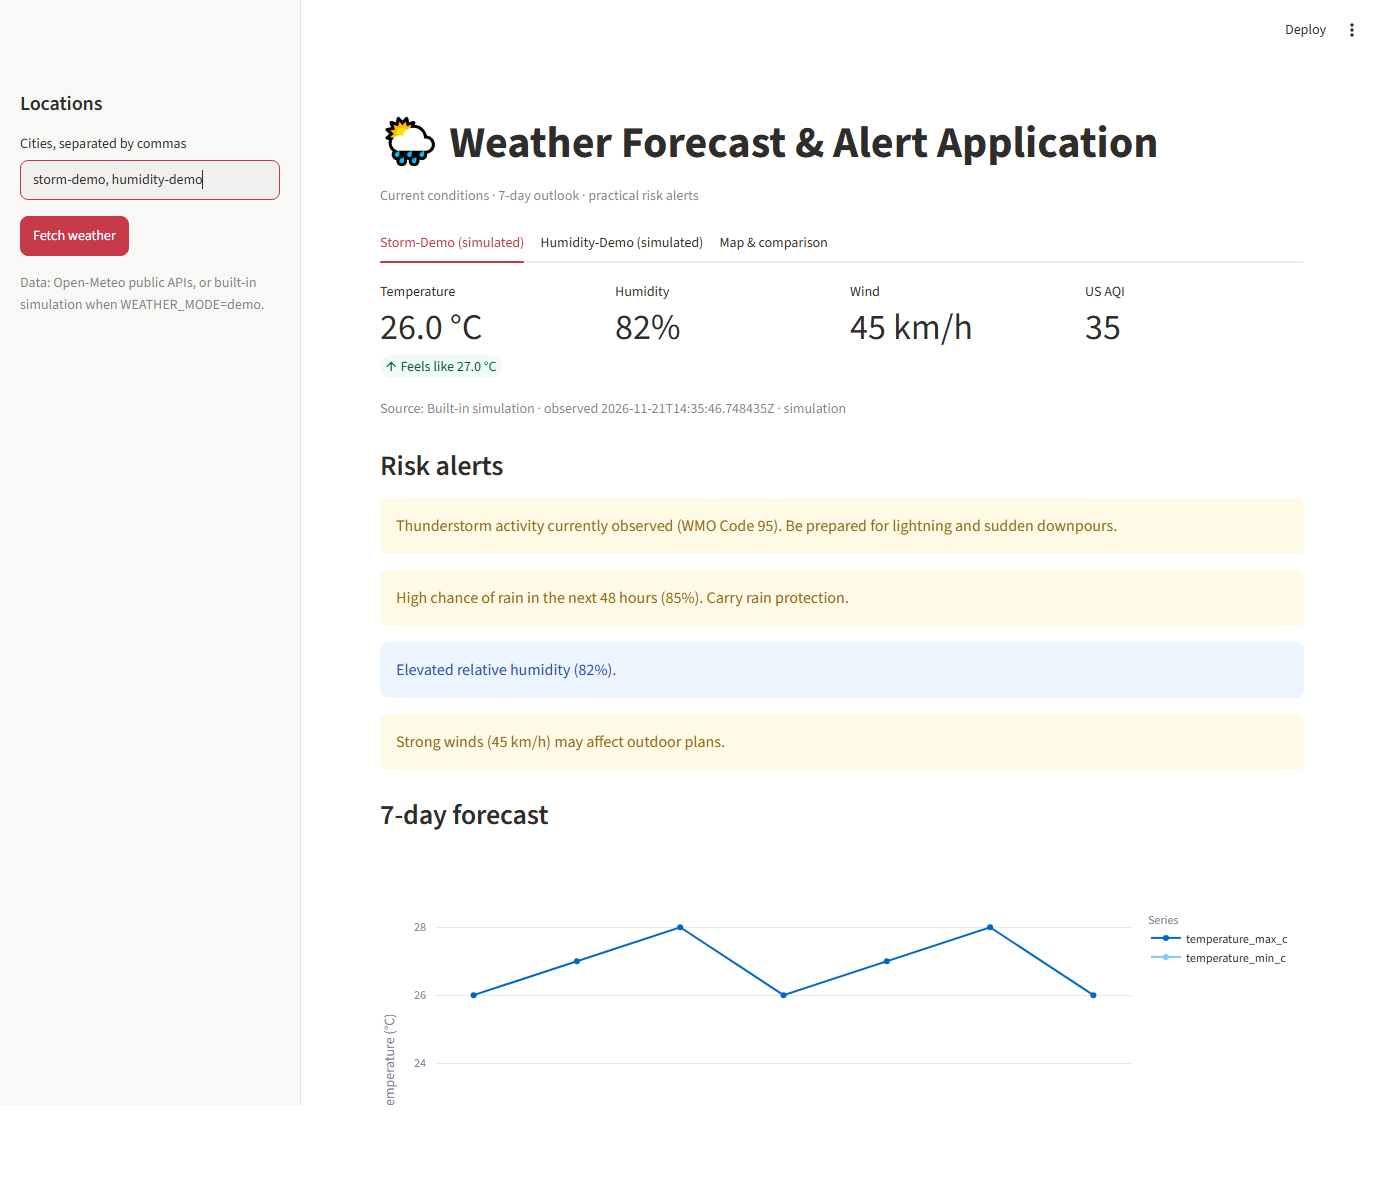 Deploy
Locations
Cities, separated by commas
storm-demo, humidity-demo
Fetch weather
Data: Open-Meteo public APIs, or built-in
simulation when WEATHER_MODE=demo.
Weather Forecast & Alert Application
Current conditions · 7-day outlook · practical risk alerts
Storm-Demo (simulated) Humidity-Demo (simulated) Map & comparison
Temperature Humidity Wind US AQI
26.0 °C 82% 45 km/h 35
↑ Feels like 27.0 °C
Source: Built-in simulation · observed 2026-11-21T14:35:46.748435Z · simulation
Risk alerts
Thunderstorm activity currently observed (WMO Code 95). Be prepared for lightning and sudden downpours.
High chance of rain in the next 48 hours (85%). Carry rain protection.
Elevated relative humidity (82%).
Strong winds (45 km/h) may affect outdoor plans.
7-day forecast
Series
temperature_max_c
temperature_min_c
28
26
24
emperature (°C)